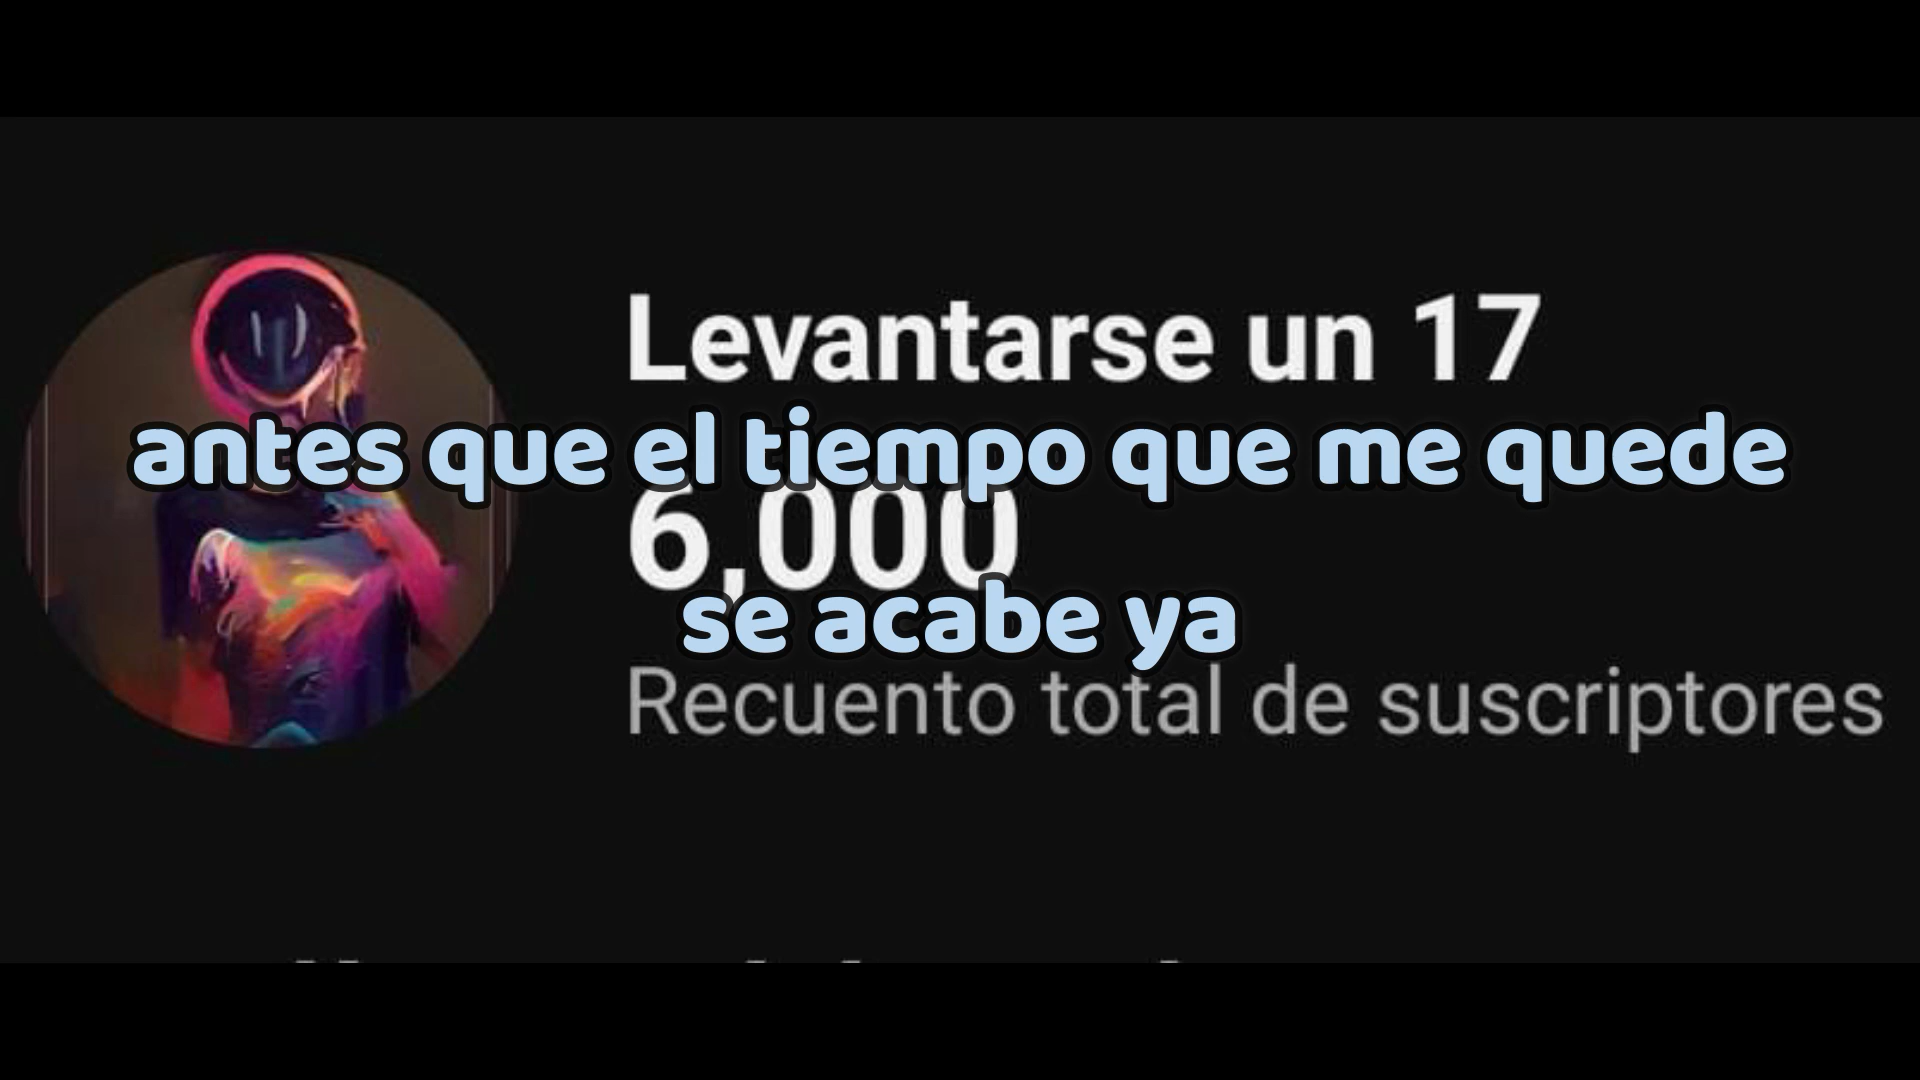 Levantarse un 17
antes que el tiempo que me quede
6,000
se acabe ya
Recuento total de suscriptores